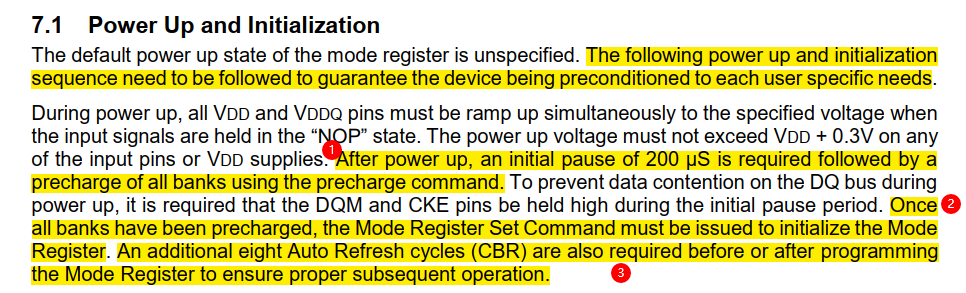 7.1 Power Up and Initialization
The default power up state of the mode register is unspecified. The following power up and initialization
sequence need to be followed to guarantee the device being preconditioned to each user specific needs.
During power up, all VDD and VDDQ pins must be ramp up simultaneously to the specified voltage when
the input signals are held in the “NOP” state. The power up voltage must not exceed VDD + 0.3V on any
of the input pins or VDD supplies. 1 After power up, an initial pause of 200 µS is required followed by a
precharge of all banks using the precharge command. To prevent data contention on the DQ bus during
power up, it is required that the DQM and CKE pins be held high during the initial pause period. Once 2
all banks have been precharged, the Mode Register Set Command must be issued to initialize the Mode
Register. An additional eight Auto Refresh cycles (CBR) are also required before or after programming
the Mode Register to ensure proper subsequent operation. 3